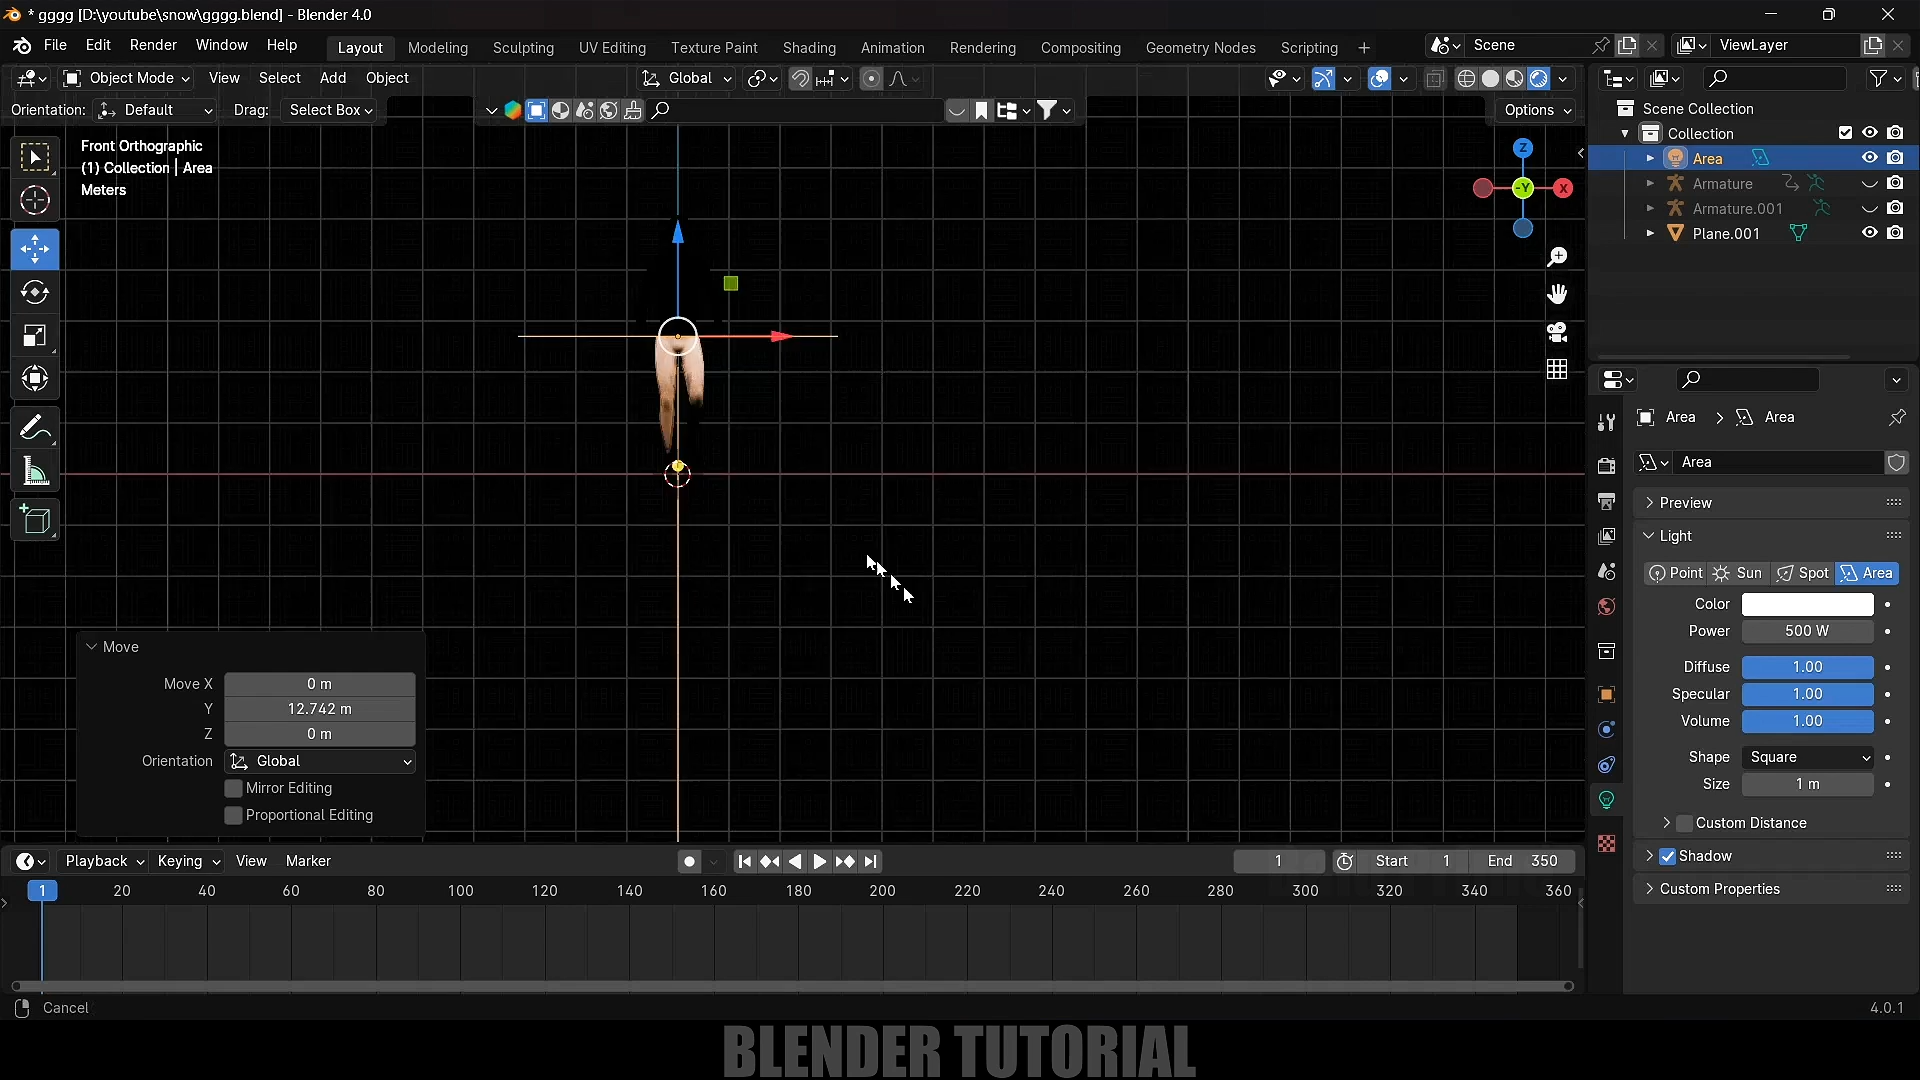 * gggg [D:\youtube\snow\gggg.blend] - Blender 4.0
File Edit Render Window Help Layout Modeling Sculpting UV Editing Texture Paint Shading Animation Rendering Compositing Geometry Nodes Scripting + Scene ViewLayer
Object Mode View Select Add Object Global
Orientation: Default Drag: Select Box Options
Front Orthographic
(1) Collection | Area
Meters
Z
-Y
X
Scene Collection
Collection
Area
Armature
Armature.001
Plane.001
Area > Area
Area
Preview
Light
Point Sun Spot Area
Color
Power 500 W
Diffuse 1.00
Specular 1.00
Volume 1.00
Shape Square
Size 1 m
Custom Distance
Shadow
Custom Properties
Move
Move X 0 m
Y 12.742 m
Z 0 m
Orientation Global
Mirror Editing
Proportional Editing
Playback Keying View Marker 1 Start 1 End 350
1 20 40 60 80 100 120 140 160 180 200 220 240 260 280 300 320 340 360
Cancel 4.0.1
BLENDER TUTORIAL